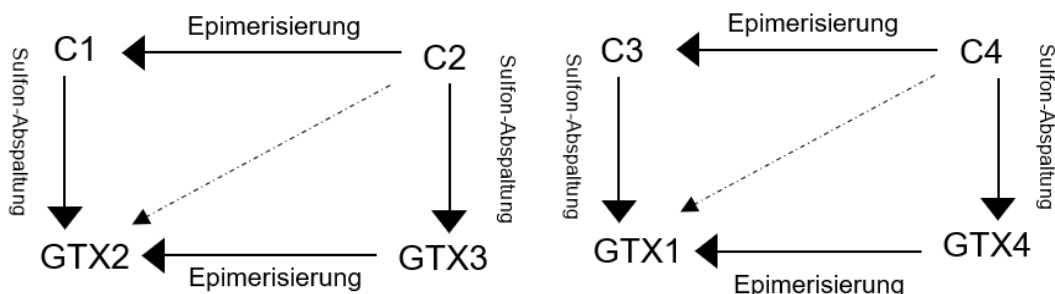 Epimerisierung
C1
C2
Sulfon-Abspaltung
Sulfon-Abspaltung
GTX2
GTX3
Epimerisierung
Epimerisierung
C3
C4
Sulfon-Abspaltung
Sulfon-Abspaltung
GTX1
GTX4
Epimerisierung